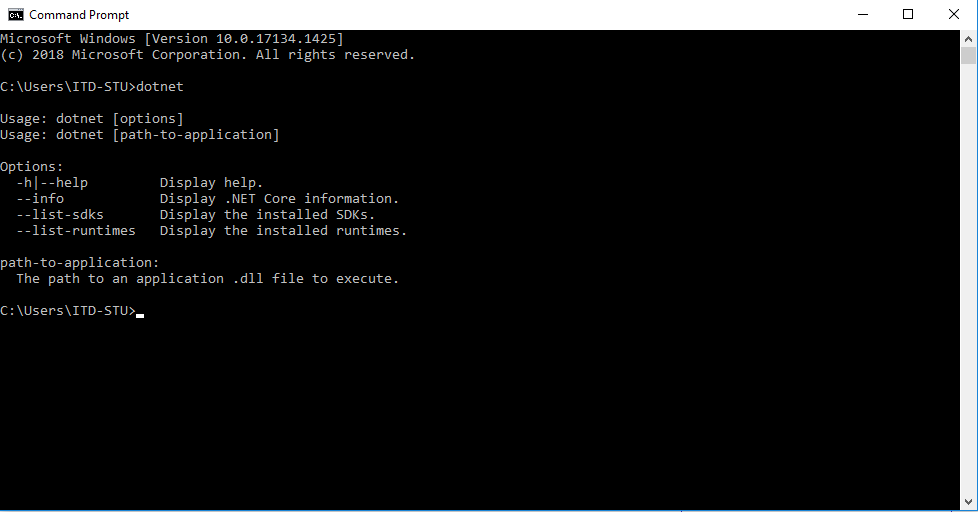 Command Prompt
Microsoft Windows [Version 10.0.17134.1425]
(c) 2018 Microsoft Corporation. All rights reserved.
C:\Users\ITD-STU>dotnet
Usage: dotnet [options]
Usage: dotnet [path-to-application]
Options:
  -h|--help         Display help.
  --info            Display .NET Core information.
  --list-sdks       Display the installed SDKs.
  --list-runtimes   Display the installed runtimes.
path-to-application:
  The path to an application .dll file to execute.
C:\Users\ITD-STU>